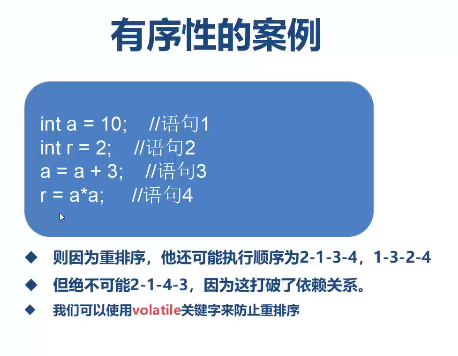 有序性的案例
int a = 10; //语句1
int r = 2; //语句2
a = a + 3; //语句3
r = a*a; //语句4
则因为重排序，他还可能执行顺序为2-1-3-4，1-3-2-4
但绝不可能2-1-4-3，因为这打破了依赖关系。
我们可以使用volatile关键字来防止重排序